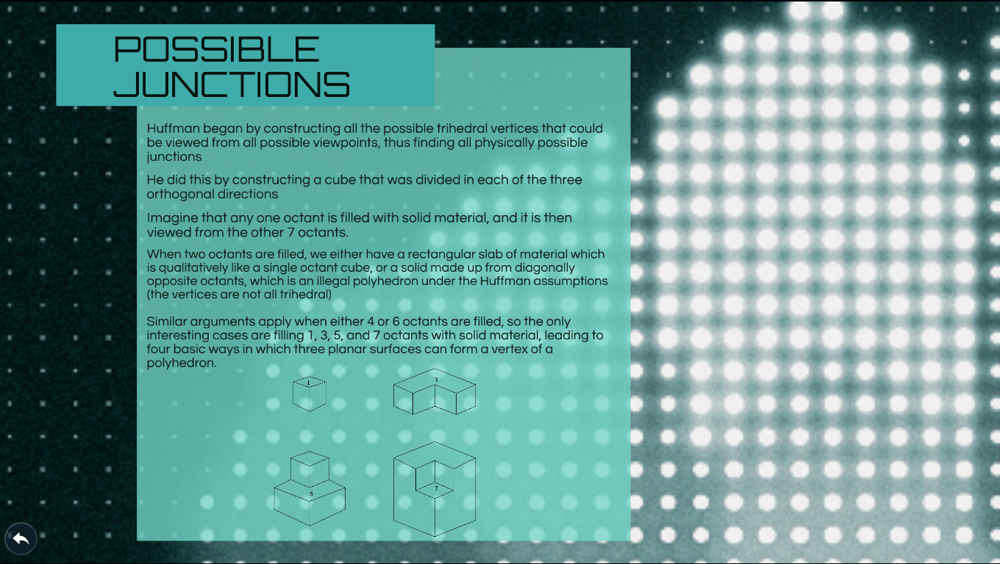 POSSIBLE
JUNCTIONS
Huffman began by constructing all the possible trihedral vertices that could
be viewed from all possible viewpoints, thus finding all physically possible
junctions
He did this by constructing a cube that was divided in each of the three
orthogonal directions
Imagine that any one octant is filled with solid material, and it is then
viewed from the other 7 octants.
When two octants are filled, we either have a rectangular slab of material which
is qualitatively like a single octant cube, or a solid made up from diagonally
opposite octants, which is an illegal polyhedron under the Huffman assumptions
(the vertices are not all trihedral)
Similar arguments apply when either 4 or 6 octants are filled, so the only
interesting cases are filling 1, 3, 5, and 7 octants with solid material, leading to
four basic ways in which three planar surfaces can form a vertex of a
polyhedron.
1
3
5
7